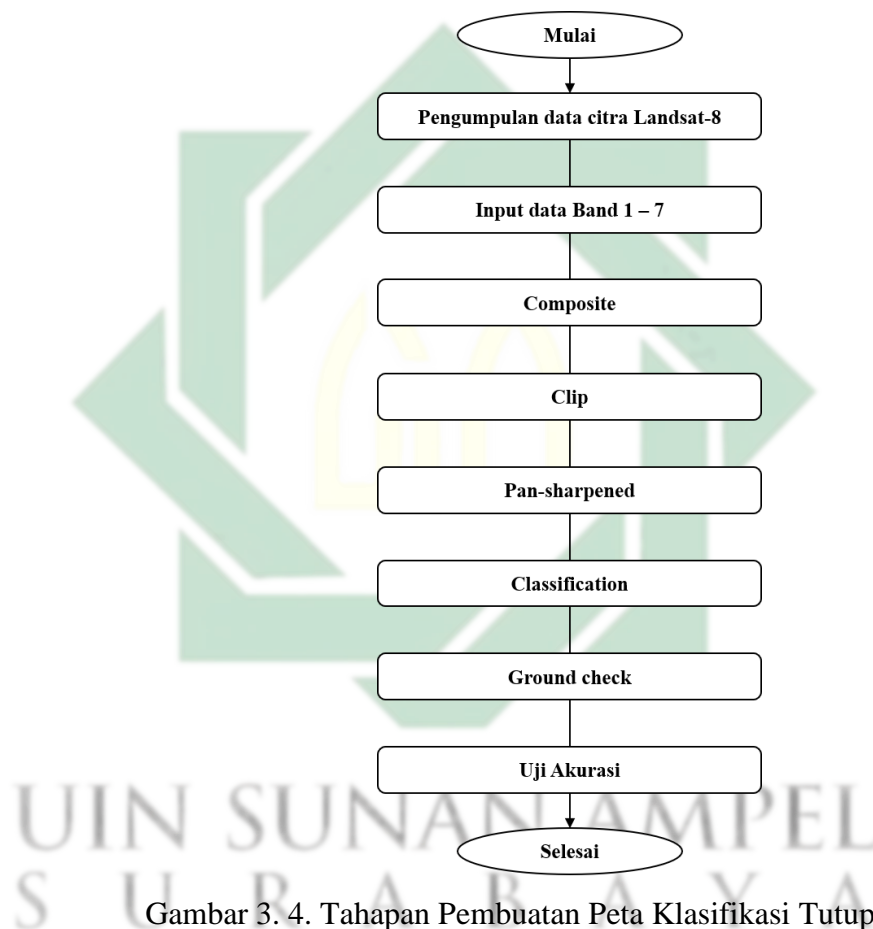 Mulai
Pengumpulan data citra Landsat-8
Input data Band 1 – 7
Composite
Clip
Pan-sharpened
Classification
Ground check
Uji Akurasi
Selesai
UIN SUNAN AMPEL
S U R A B A Y A
Gambar 3. 4. Tahapan Pembuatan Peta Klasifikasi Tutup